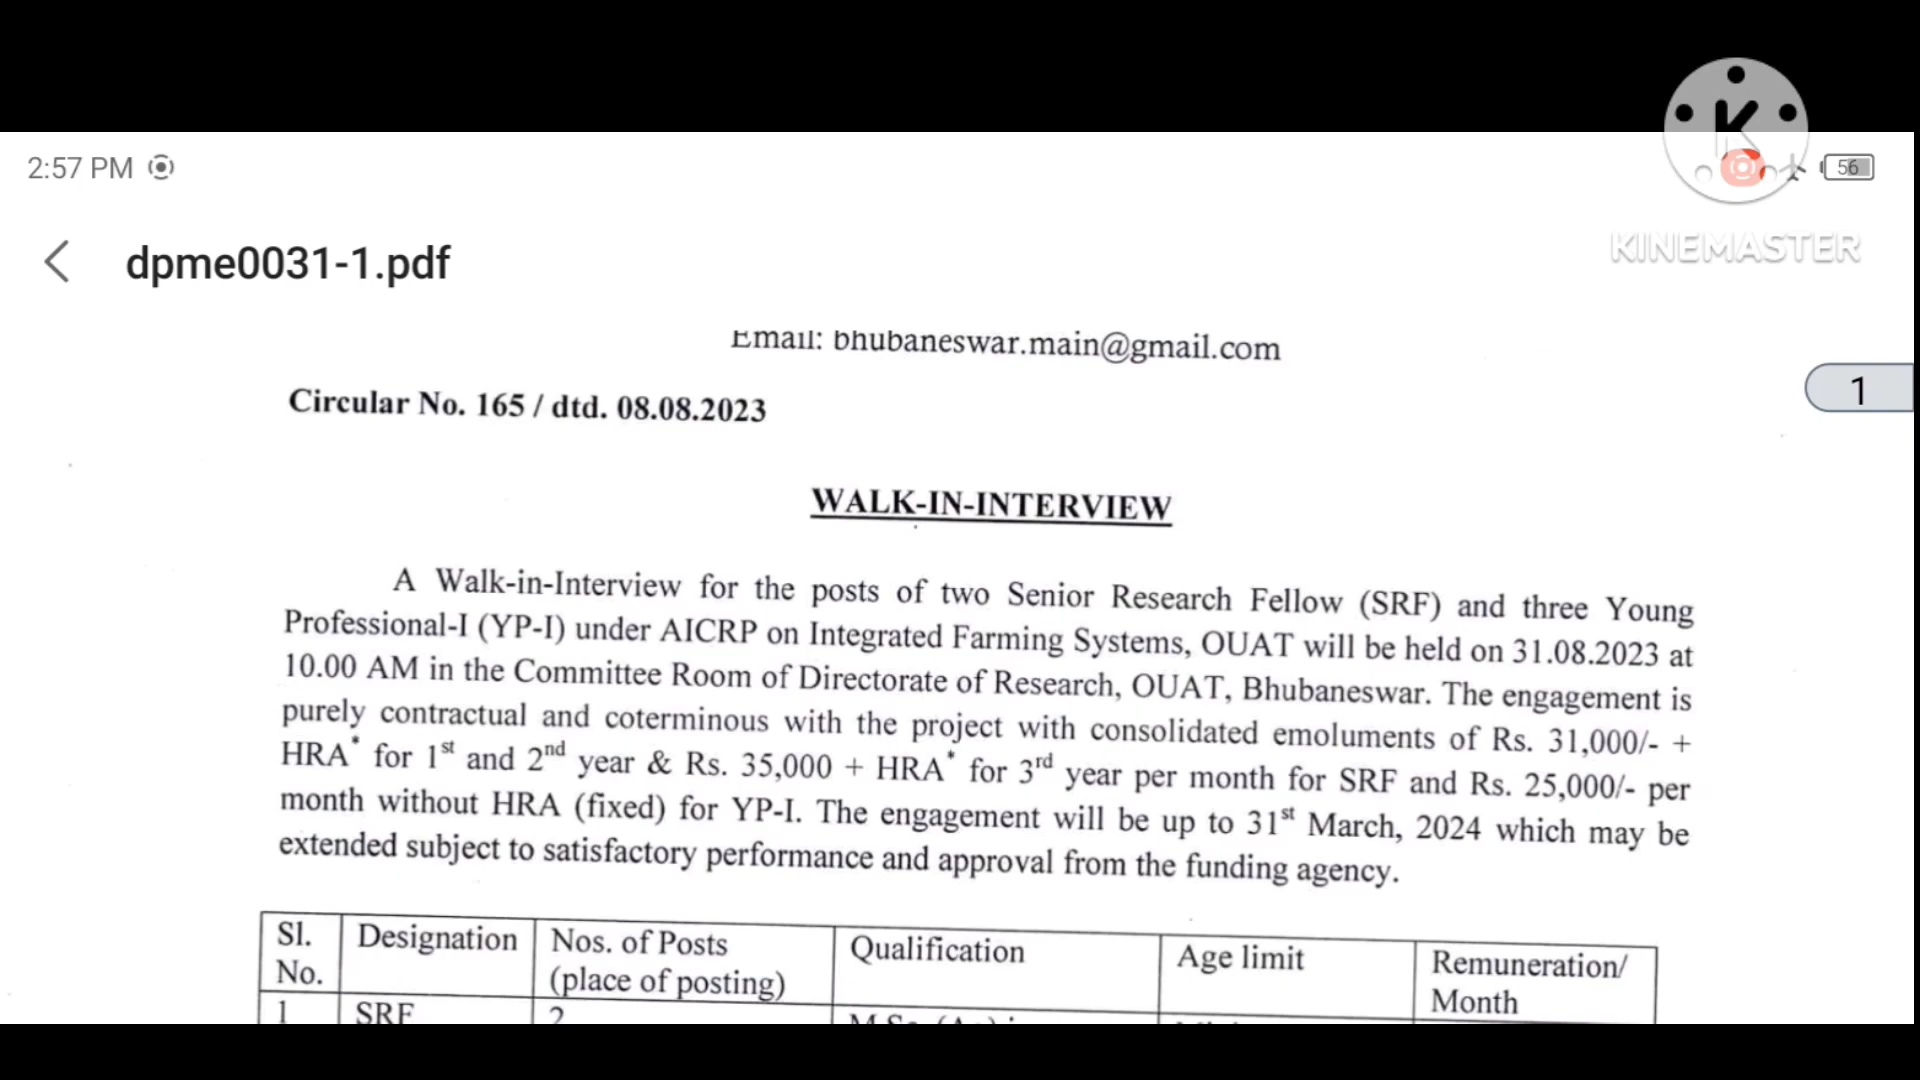 2:57 PM
56
KINEMASTER
dpme0031-1.pdf
Email: bhubaneswar.main@gmail.com
1
Circular No. 165 / dtd. 08.08.2023
WALK-IN-INTERVIEW
A Walk-in-Interview for the posts of two Senior Research Fellow (SRF) and three Young
Professional-I (YP-I) under AICRP on Integrated Farming Systems, OUAT will be held on 31.08.2023 at
10.00 AM in the Committee Room of Directorate of Research, OUAT, Bhubaneswar. The engagement is
purely contractual and coterminous with the project with consolidated emoluments of Rs. 31,000/- +
HRA* for 1st and 2nd year & Rs. 35,000 + HRA* for 3rd year per month for SRF and Rs. 25,000/- per
month without HRA (fixed) for YP-I. The engagement will be up to 31st March, 2024 which may be
extended subject to satisfactory performance and approval from the funding agency.
Sl. No. Designation Nos. of Posts (place of posting) Qualification Age limit Remuneration/ Month
1 SRF 2